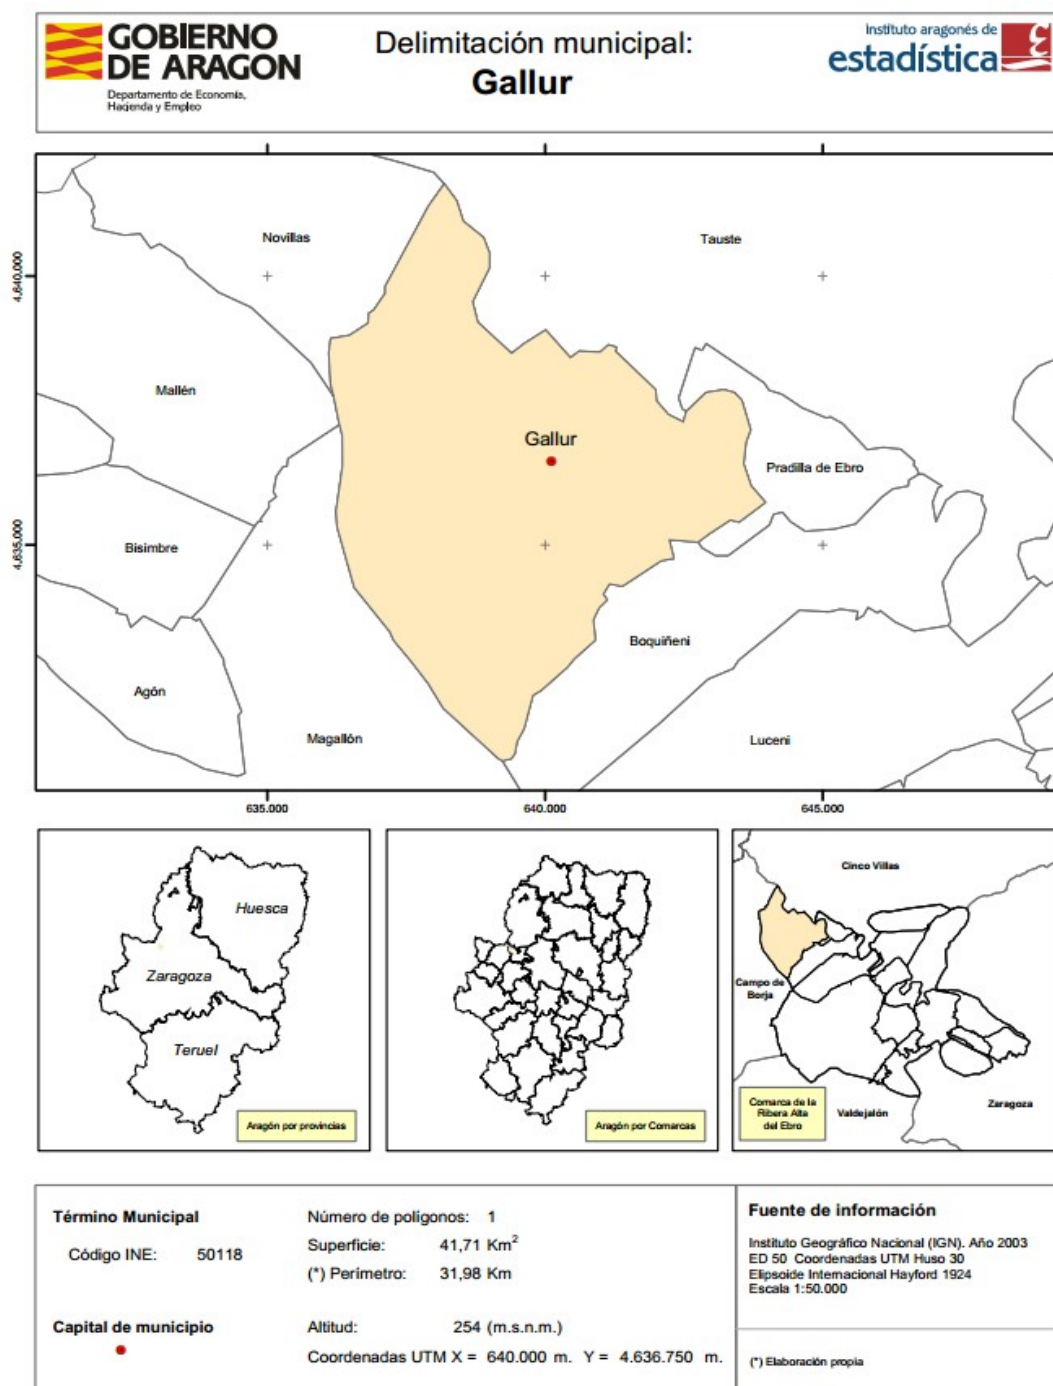 GOBIERNO
DE ARAGON
Departamento de Economía,
Hacienda y Empleo
Delimitación municipal:
Gallur
instituto aragonés de
estadística
Novillas
Tauste
4.640.000
Mallén
Gallur
Pradilla de Ebro
4.635.000
Bisimbre
Boquiñeni
Agón
Magallón
Luceni
635.000
640.000
645.000
Huesca
Zaragoza
Teruel
Aragón por provincias
Aragón por Comarcas
Cinco Villas
Campo de
Borja
Comarca de la
Ribera Alta
del Ebro
Valdejalón
Zaragoza
Término Municipal
Código INE: 50118
Capital de municipio
Número de polígonos: 1
Superficie: 41,71 Km²
(*) Perímetro: 31,98 Km
Altitud: 254 (m.s.n.m.)
Coordenadas UTM X = 640.000 m. Y = 4.636.750 m.
Fuente de información
Instituto Geográfico Nacional (IGN). Año 2003
ED 50 Coordenadas UTM Huso 30
Elipsoide Internacional Hayford 1924
Escala 1:50.000
(*) Elaboración propia